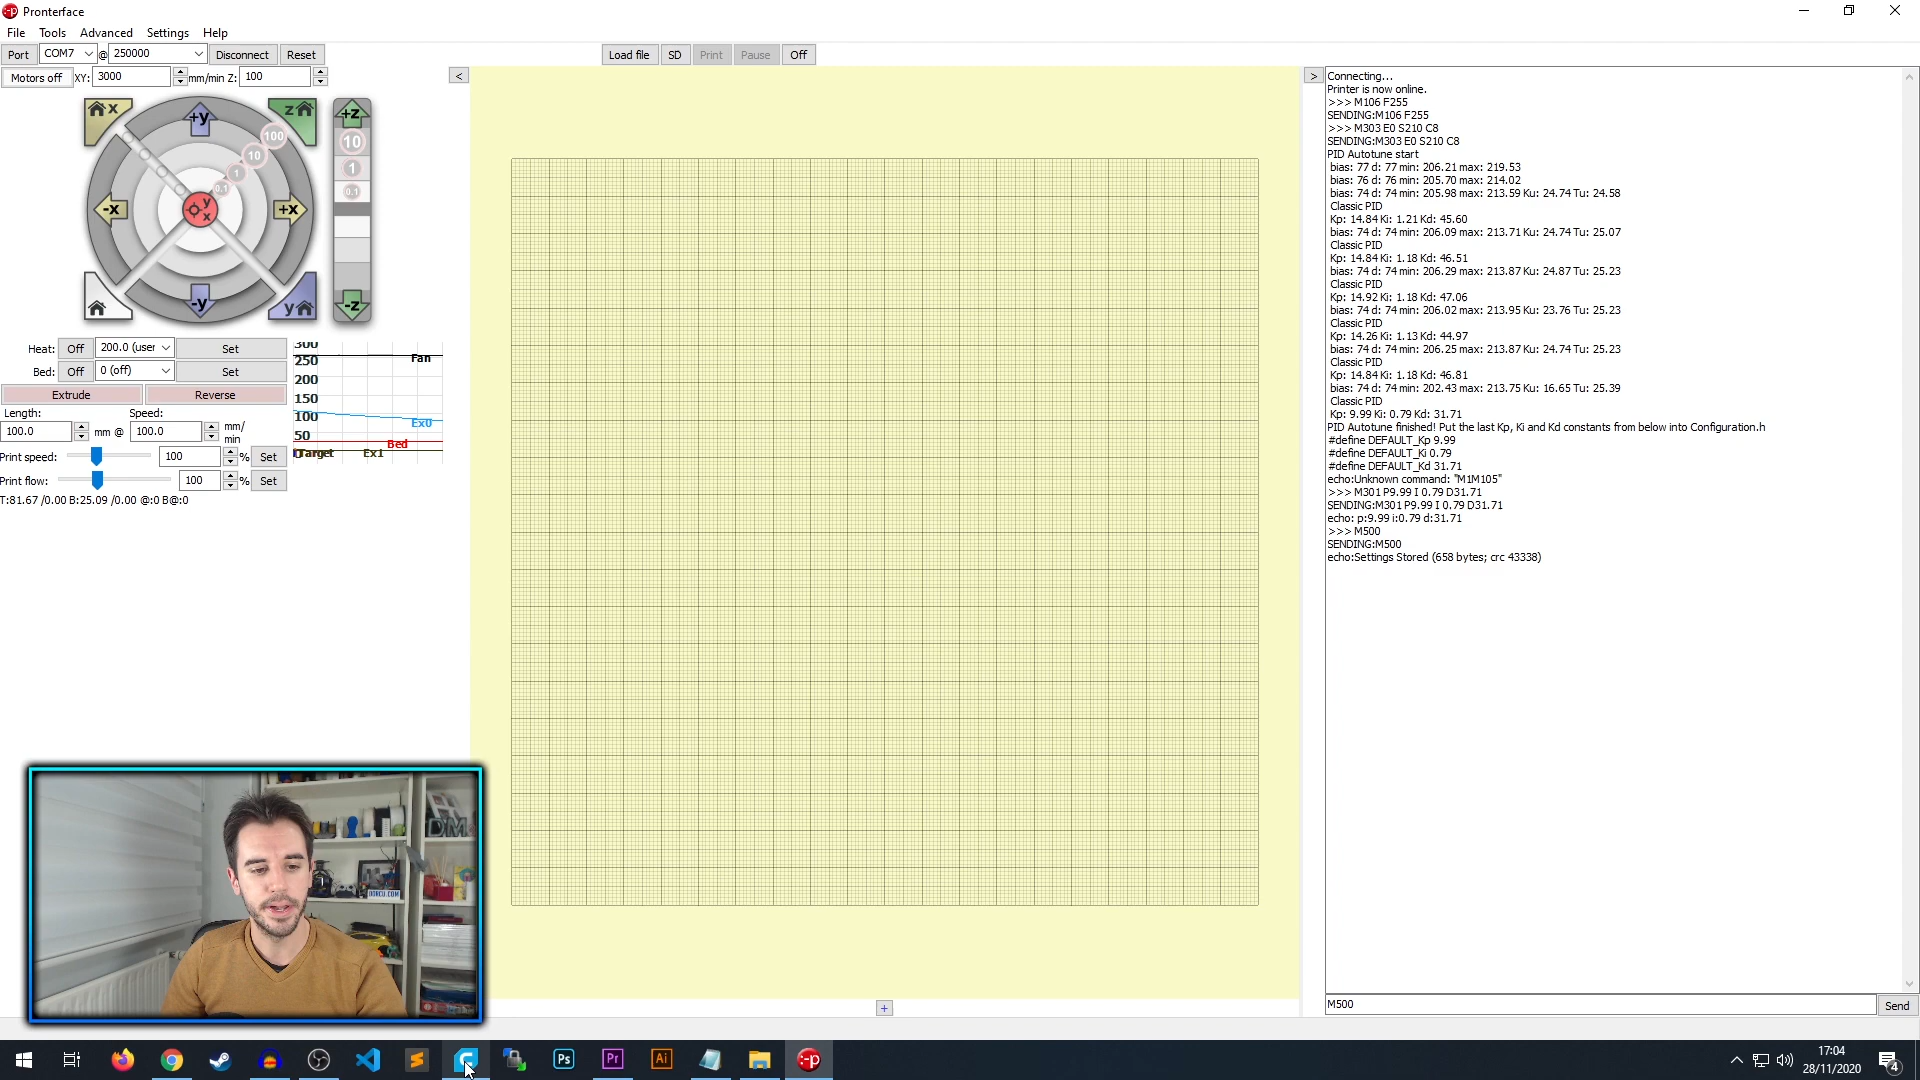 Pronterface
File Tools Advanced Settings Help
Port COM7 @ 250000 Disconnect Reset Load file SD Print Pause Off
Motors off XY: 3000 mm/min Z: 100
< >
x z
+y +z
100
10 10
1 1
0.1 0.1
-x y x +x
-y -z
y
Heat: Off 200.0 (user Set
Bed: Off 0 (off) Set
Extrude Reverse
Length: Speed:
100.0 mm @ 100.0 mm/
min
Print speed: 100 % Set
Print flow: 100 % Set
T:81.67 /0.00 B:25.09 /0.00 @:0 B@:0
300
250 Fan
200
150
100 Ex0
50 Bed
Target Ex1
+
Connecting...
Printer is now online.
>>> M106 F255
SENDING:M106 F255
>>> M303 E0 S210 C8
SENDING:M303 E0 S210 C8
PID Autotune start
bias: 77 d: 77 min: 206.21 max: 219.53
bias: 76 d: 76 min: 205.70 max: 214.02
bias: 74 d: 74 min: 205.98 max: 213.59 Ku: 24.74 Tu: 24.58
Classic PID
Kp: 14.84 Ki: 1.21 Kd: 45.60
bias: 74 d: 74 min: 206.09 max: 213.71 Ku: 24.74 Tu: 25.07
Classic PID
Kp: 14.84 Ki: 1.18 Kd: 46.51
bias: 74 d: 74 min: 206.29 max: 213.87 Ku: 24.87 Tu: 25.23
Classic PID
Kp: 14.92 Ki: 1.18 Kd: 47.06
bias: 74 d: 74 min: 206.02 max: 213.95 Ku: 23.76 Tu: 25.23
Classic PID
Kp: 14.26 Ki: 1.13 Kd: 44.97
bias: 74 d: 74 min: 206.25 max: 213.87 Ku: 24.74 Tu: 25.23
Classic PID
Kp: 14.84 Ki: 1.18 Kd: 46.81
bias: 74 d: 74 min: 202.43 max: 213.75 Ku: 16.65 Tu: 25.39
Classic PID
Kp: 9.99 Ki: 0.79 Kd: 31.71
PID Autotune finished! Put the last Kp, Ki and Kd constants from below into Configuration.h
#define DEFAULT_Kp 9.99
#define DEFAULT_Ki 0.79
#define DEFAULT_Kd 31.71
echo:Unknown command: "M1M105"
>>> M301 P9.99 I 0.79 D31.71
SENDING:M301 P9.99 I 0.79 D31.71
echo: p:9.99 i:0.79 d:31.71
>>> M500
SENDING:M500
echo:Settings Stored (658 bytes; crc 43338)
M500 Send
DM
Ps Pr Ai
17:04
28/11/2020
4